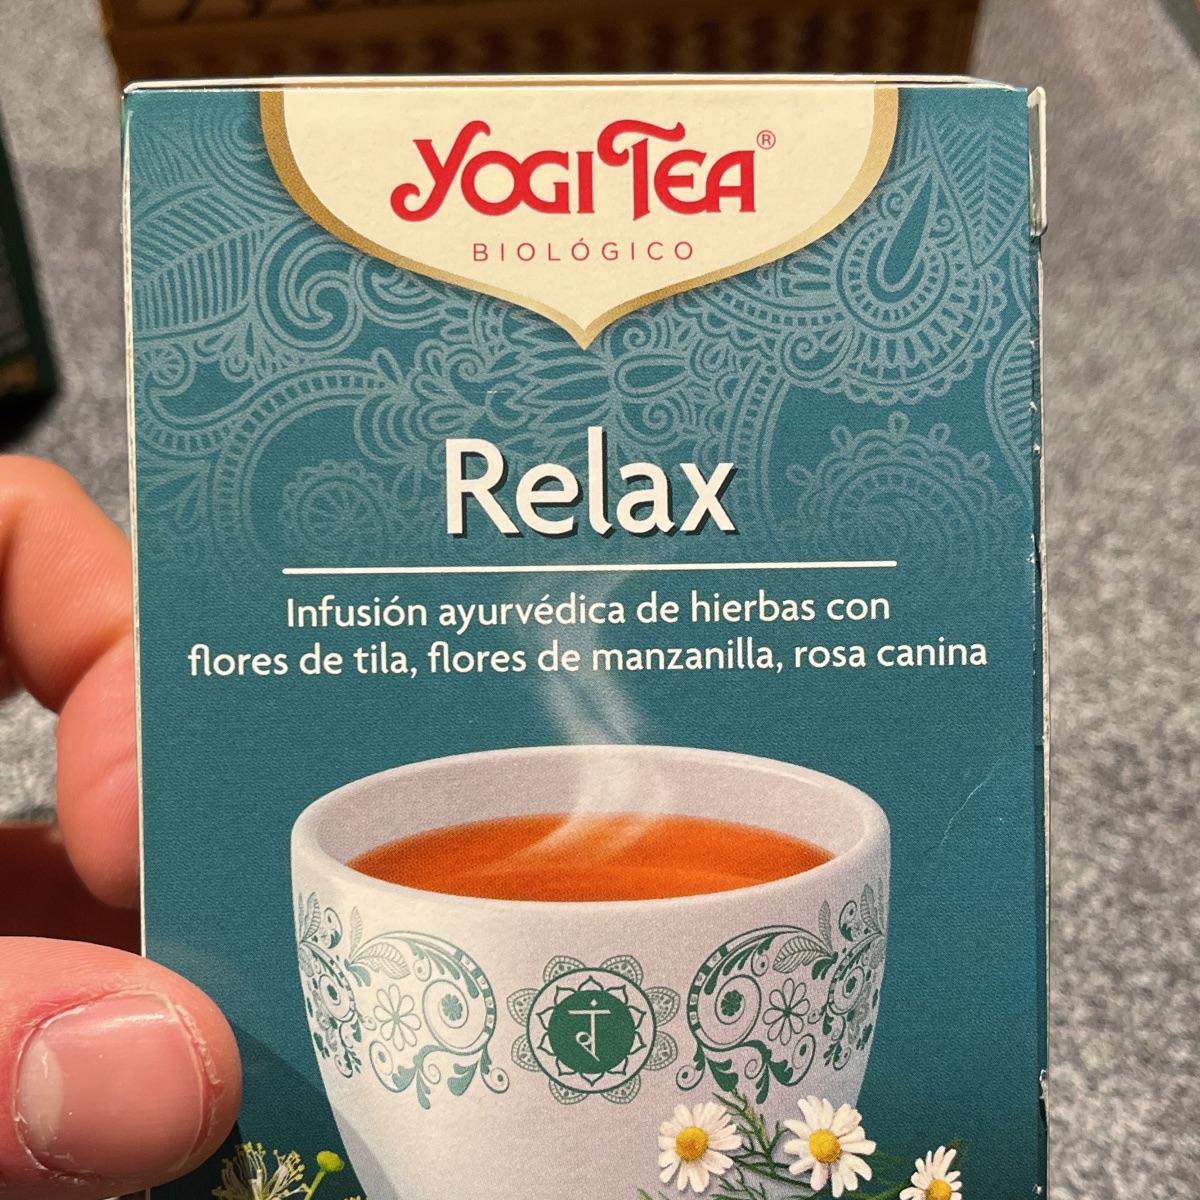 YOGI TEA®
BIOLÓGICO
Relax
Infusión ayurvédica de hierbas con
flores de tila, flores de manzanilla, rosa canina